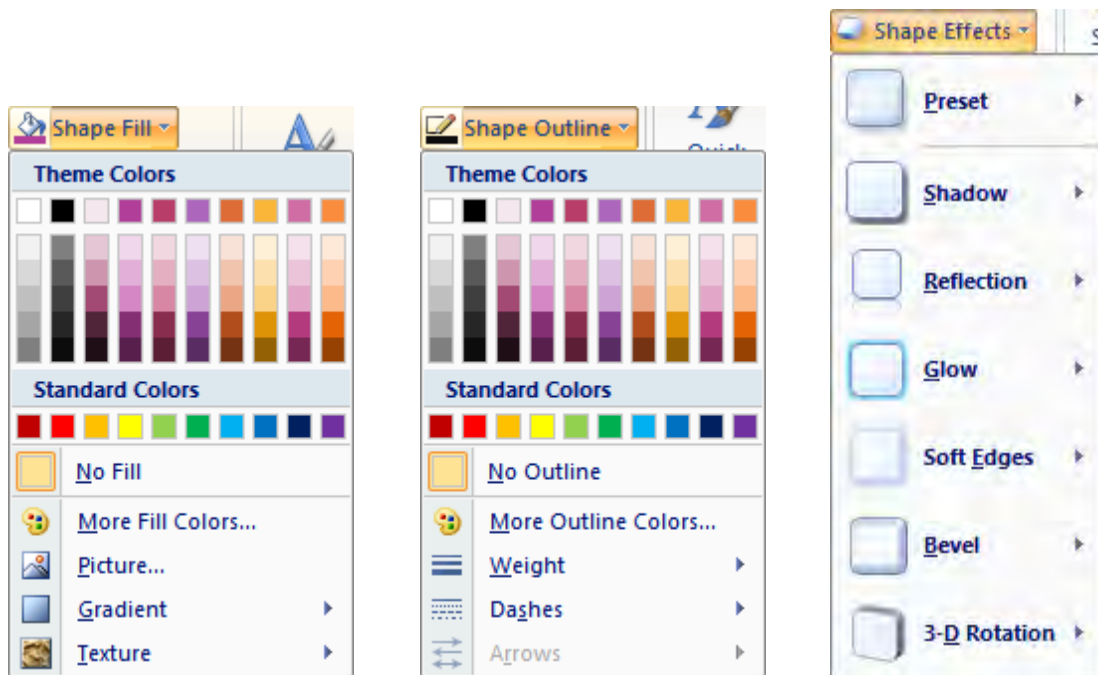 Shape Fill
Theme Colors
Standard Colors
No Fill
More Fill Colors...
Picture...
Gradient
Texture
Shape Outline
Theme Colors
Standard Colors
No Outline
More Outline Colors...
Weight
Dashes
Arrows
Shape Effects
Preset
Shadow
Reflection
Glow
Soft Edges
Bevel
3-D Rotation